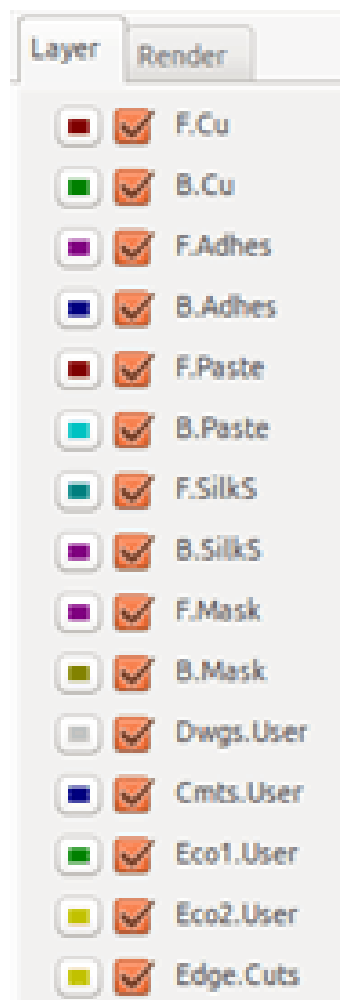 Layer Render
F.Cu
B.Cu
F.Adhes
B.Adhes
F.Paste
B.Paste
F.SilkS
B.SilkS
F.Mask
B.Mask
Dwgs.User
Cmts.User
Eco1.User
Eco2.User
Edge.Cuts